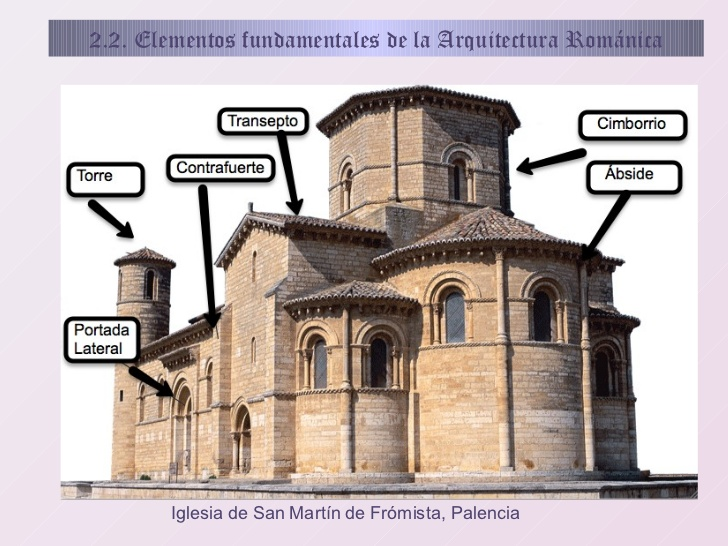 2.2. Elementos fundamentales de la Arquitectura Románica
Transepto
Cimborrio
Torre
Contrafuerte
Ábside
Portada
Lateral
Iglesia de San Martín de Frómista, Palencia